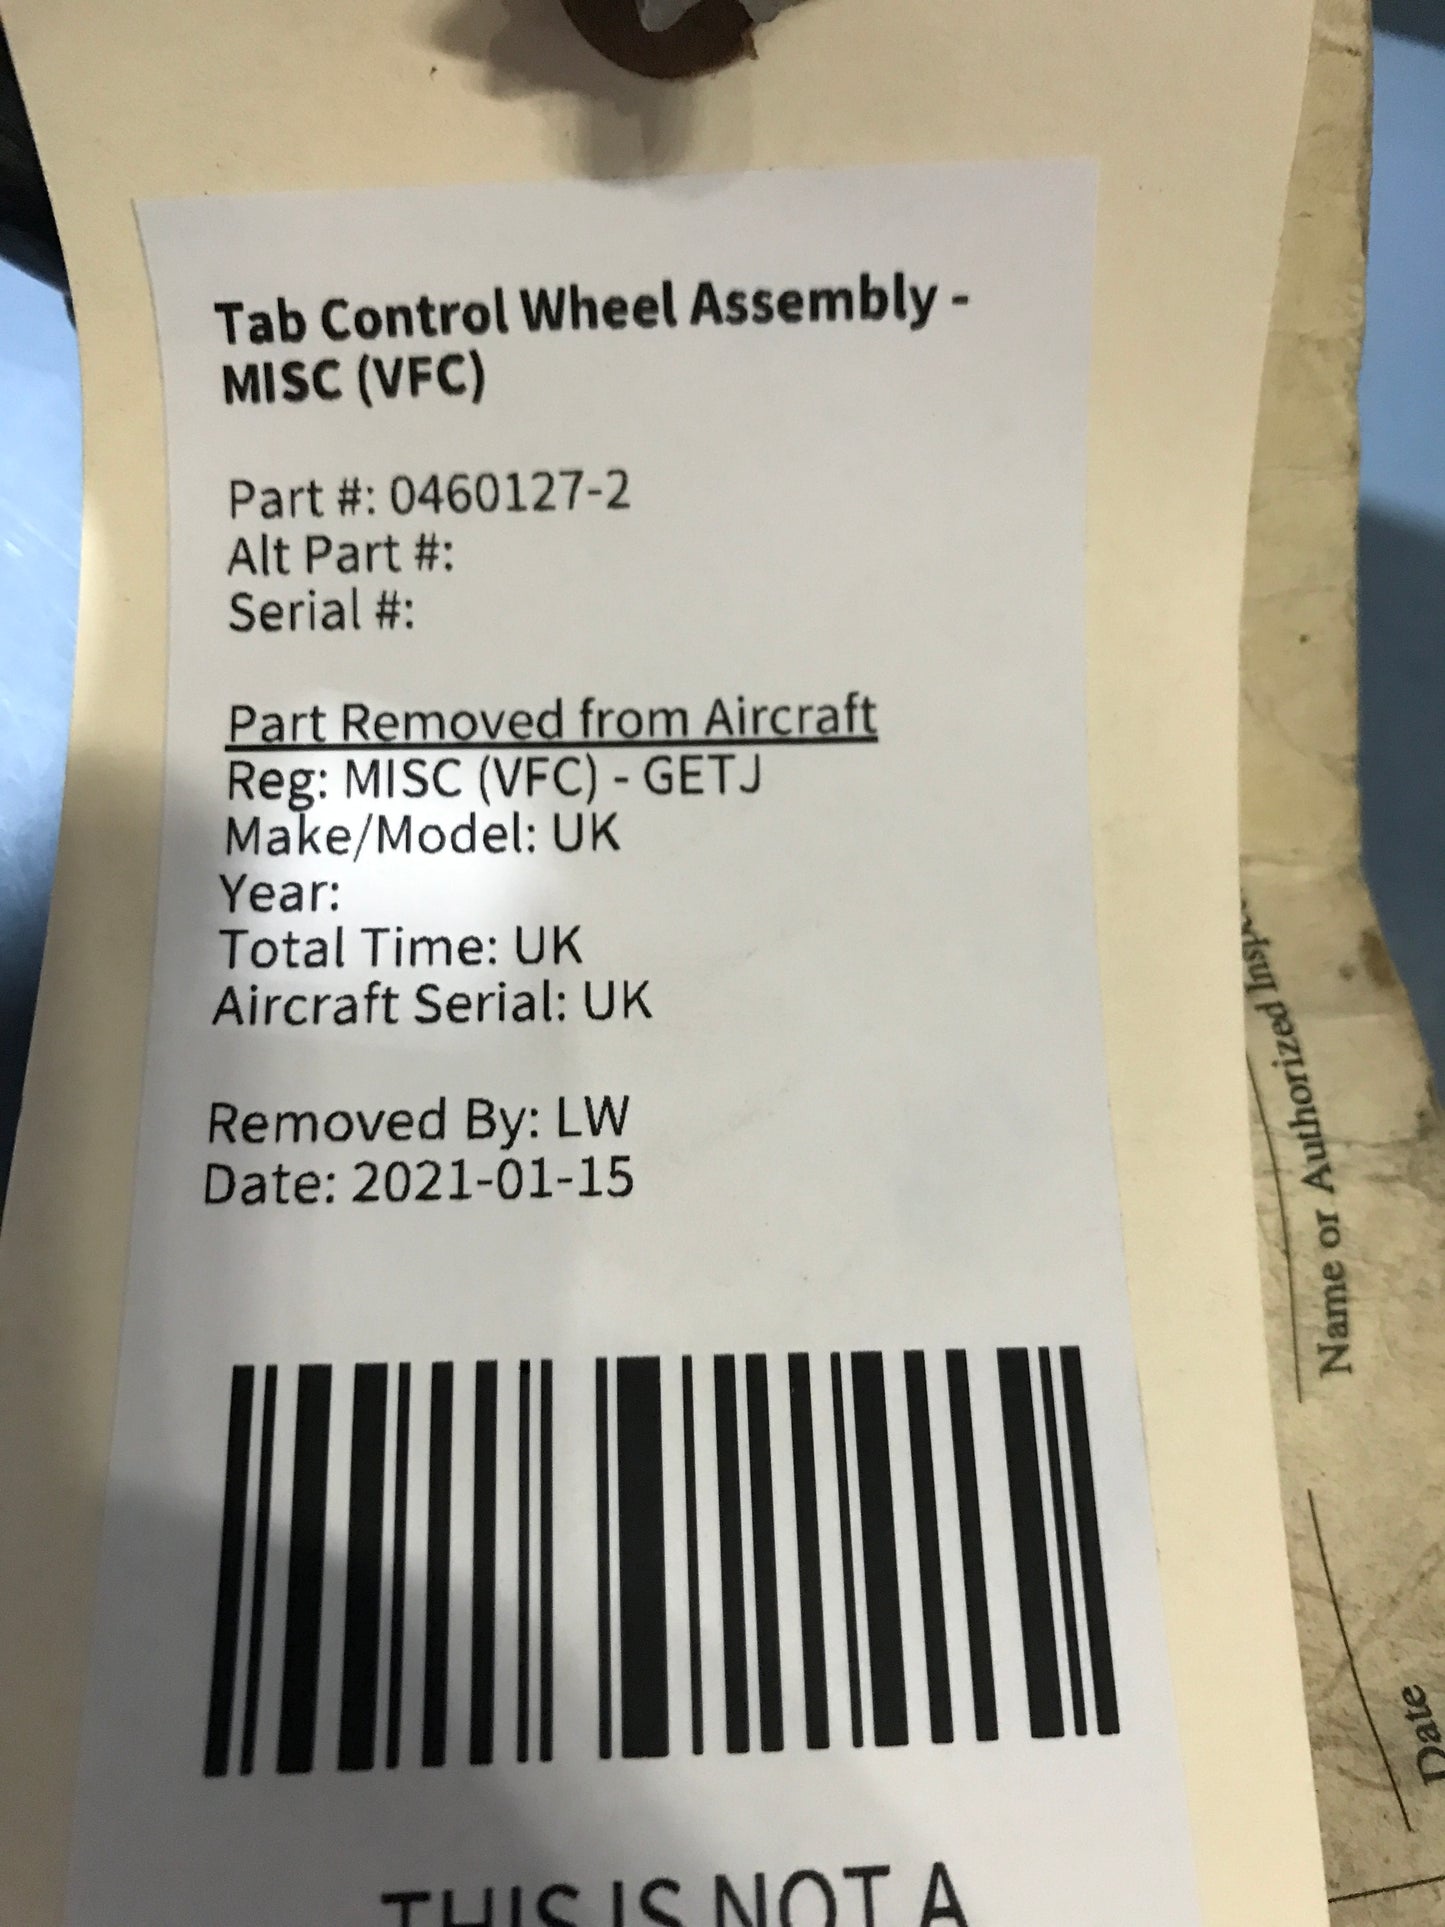 Tab Control Wheel Assembly -
MISC (VFC)
Part #: 0460127-2
Alt Part #:
Serial #:
Part Removed from Aircraft
Reg: MISC (VFC) - GETJ
Make/Model: UK
Year:
Total Time: UK
Aircraft Serial: UK
Removed By: LW
Date: 2021-01-15
THIS IS NOT A
Name or Authorized
Date